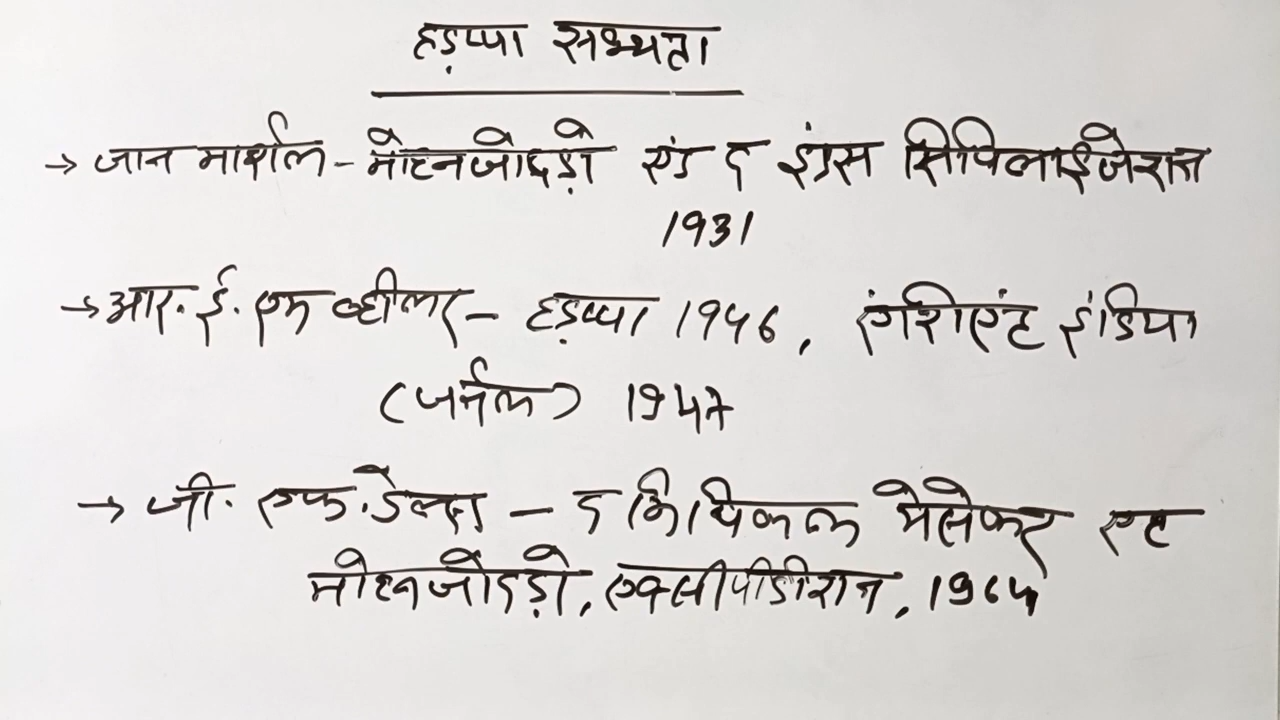 हड़प्पा सभ्यता
→ जान मार्शल - मोहनजोदड़ो एंड द इंडस सिविलाईजेशन
1931
→ आर. ई. एम व्हीलर - हड़प्पा 1946, एंशिएंट इंडिया
(जर्नल) 1947
→ जी. एफ. डेल्स - द मिथिकल मेसेकर एट
मोहनजोदड़ो, एक्सीपीडीशन, 1964